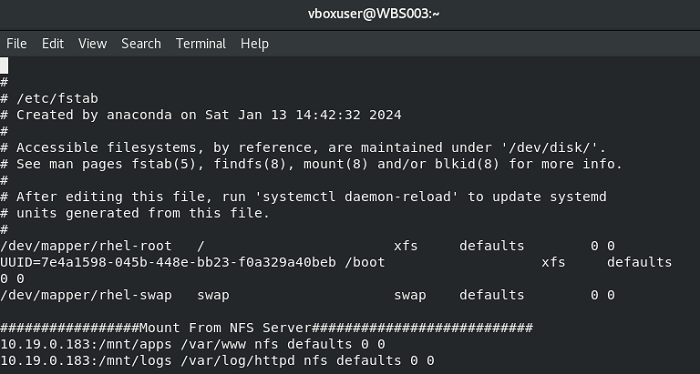 vboxuser@WBS003:~
File Edit View Search Terminal Help
#
# /etc/fstab
# Created by anaconda on Sat Jan 13 14:42:32 2024
#
# Accessible filesystems, by reference, are maintained under '/dev/disk/'.
# See man pages fstab(5), findfs(8), mount(8) and/or blkid(8) for more info.
#
# After editing this file, run 'systemctl daemon-reload' to update systemd
# units generated from this file.
#
/dev/mapper/rhel-root   /                       xfs     defaults        0 0
UUID=7e4a1598-045b-448e-bb23-f0a329a40beb /boot                   xfs     defaults
0 0
/dev/mapper/rhel-swap   swap                    swap    defaults        0 0
#################Mount From NFS Server###########################
10.19.0.183:/mnt/apps /var/www nfs defaults 0 0
10.19.0.183:/mnt/logs /var/log/httpd nfs defaults 0 0